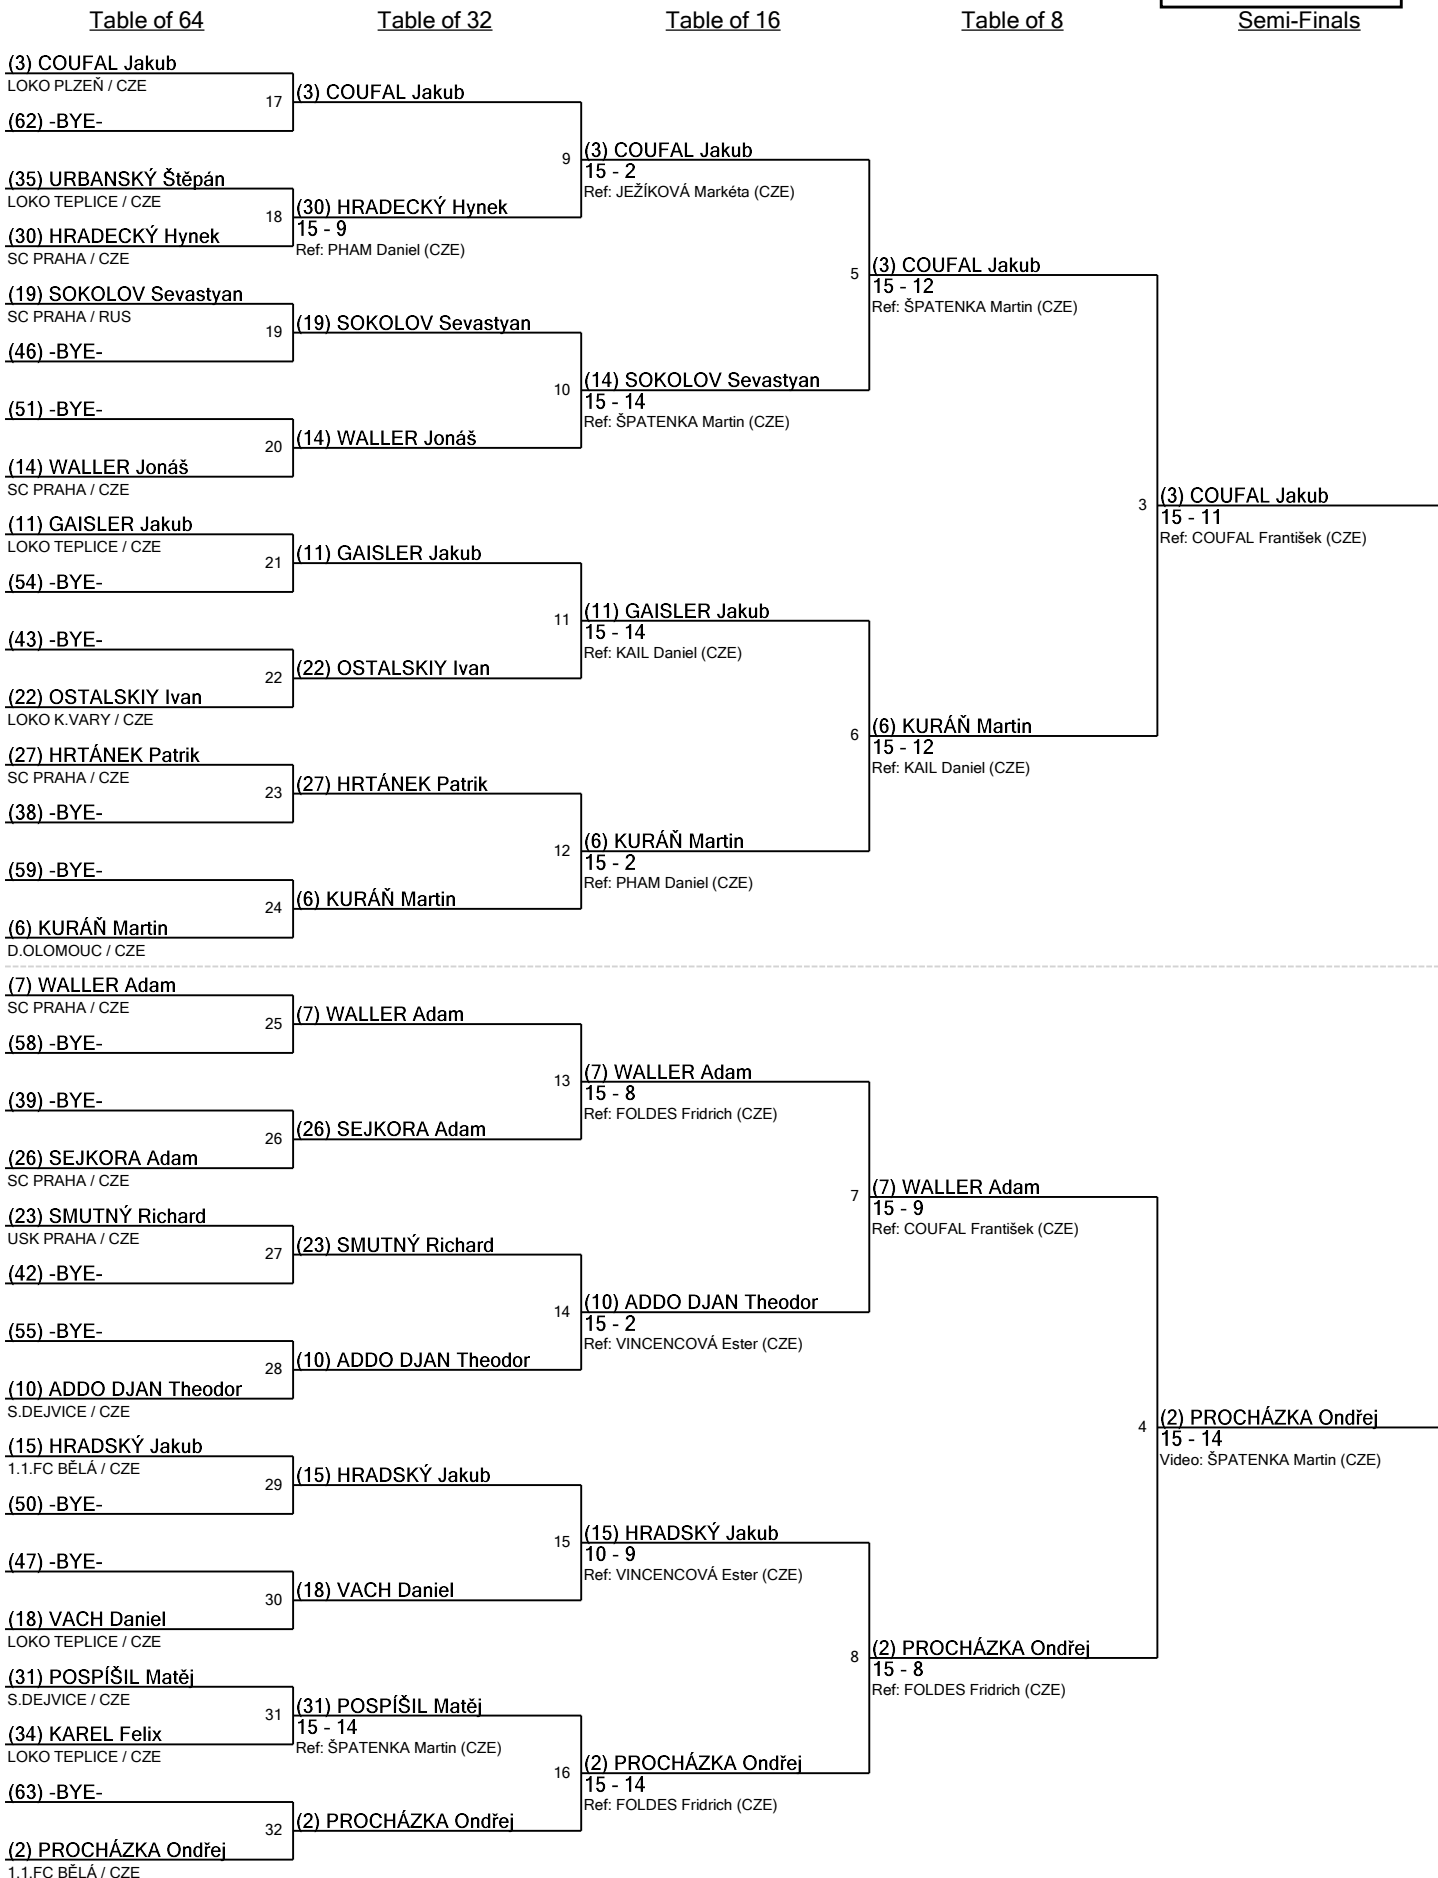 Table of 64
Table of 32
Table of 16
Table of 8
Semi-Finals
(3) COUFAL Jakub
LOKO PLZEŇ / CZE
17
(62) -BYE-
(35) URBANSKÝ Štěpán
LOKO TEPLICE / CZE
18
(30) HRADECKÝ Hynek
SC PRAHA / CZE
(19) SOKOLOV Sevastyan
SC PRAHA / RUS
19
(46) -BYE-
(51) -BYE-
20
(14) WALLER Jonáš
SC PRAHA / CZE
(11) GAISLER Jakub
LOKO TEPLICE / CZE
21
(54) -BYE-
(43) -BYE-
22
(22) OSTALSKIY Ivan
LOKO K.VARY / CZE
(27) HRTÁNEK Patrik
SC PRAHA / CZE
23
(38) -BYE-
(59) -BYE-
24
(6) KURÁŇ Martin
D.OLOMOUC / CZE
(7) WALLER Adam
SC PRAHA / CZE
25
(58) -BYE-
(39) -BYE-
26
(26) SEJKORA Adam
SC PRAHA / CZE
(23) SMUTNÝ Richard
USK PRAHA / CZE
27
(42) -BYE-
(55) -BYE-
28
(10) ADDO DJAN Theodor
S.DEJVICE / CZE
(15) HRADSKÝ Jakub
1.1.FC BĚLÁ / CZE
29
(50) -BYE-
(47) -BYE-
30
(18) VACH Daniel
LOKO TEPLICE / CZE
(31) POSPÍŠIL Matěj
S.DEJVICE / CZE
31
(34) KAREL Felix
LOKO TEPLICE / CZE
(63) -BYE-
32
(2) PROCHÁZKA Ondřej
1.1.FC BĚLÁ / CZE
(3) COUFAL Jakub
9
(30) HRADECKÝ Hynek
15 - 9
Ref: PHAM Daniel (CZE)
(19) SOKOLOV Sevastyan
10
(14) WALLER Jonáš
(11) GAISLER Jakub
11
(22) OSTALSKIY Ivan
(27) HRTÁNEK Patrik
12
(6) KURÁŇ Martin
(7) WALLER Adam
13
(26) SEJKORA Adam
(23) SMUTNÝ Richard
14
(10) ADDO DJAN Theodor
(15) HRADSKÝ Jakub
15
(18) VACH Daniel
(31) POSPÍŠIL Matěj
15 - 14
Ref: ŠPATENKA Martin (CZE)
16
(2) PROCHÁZKA Ondřej
(3) COUFAL Jakub
15 - 2
Ref: JEŽÍKOVÁ Markéta (CZE)
5
(14) SOKOLOV Sevastyan
15 - 14
Ref: ŠPATENKA Martin (CZE)
(11) GAISLER Jakub
15 - 14
Ref: KAIL Daniel (CZE)
6
(6) KURÁŇ Martin
15 - 2
Ref: PHAM Daniel (CZE)
(7) WALLER Adam
15 - 8
Ref: FOLDES Fridrich (CZE)
7
(10) ADDO DJAN Theodor
15 - 2
Ref: VINCENCOVÁ Ester (CZE)
(15) HRADSKÝ Jakub
10 - 9
Ref: VINCENCOVÁ Ester (CZE)
8
(2) PROCHÁZKA Ondřej
15 - 14
Ref: FOLDES Fridrich (CZE)
(3) COUFAL Jakub
15 - 12
Ref: ŠPATENKA Martin (CZE)
3
(6) KURÁŇ Martin
15 - 12
Ref: KAIL Daniel (CZE)
(7) WALLER Adam
15 - 9
Ref: COUFAL František (CZE)
4
(2) PROCHÁZKA Ondřej
15 - 8
Ref: FOLDES Fridrich (CZE)
(3) COUFAL Jakub
15 - 11
Ref: COUFAL František (CZE)
(2) PROCHÁZKA Ondřej
15 - 14
Video: ŠPATENKA Martin (CZE)